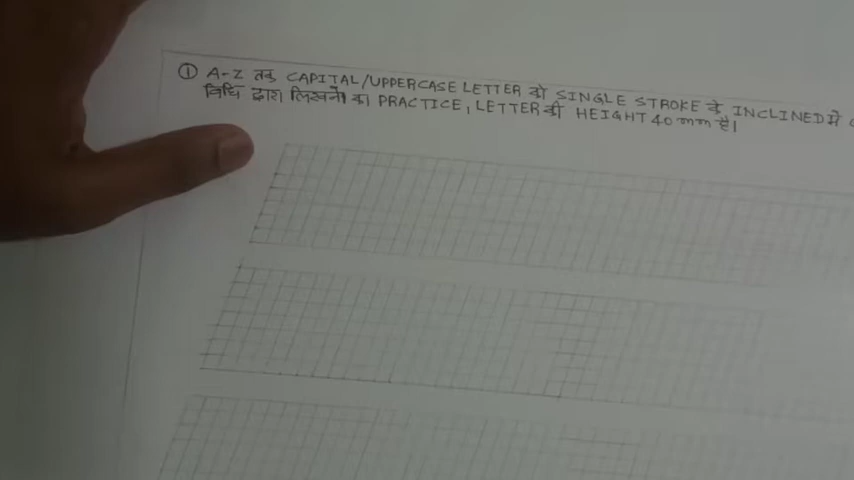 ① A-Z तक CAPITAL/UPPERCASE LETTER को SINGLE STROKE के INCLINED में
विधि द्वारा लिखने का PRACTICE, LETTER की HEIGHT 40 mm है।